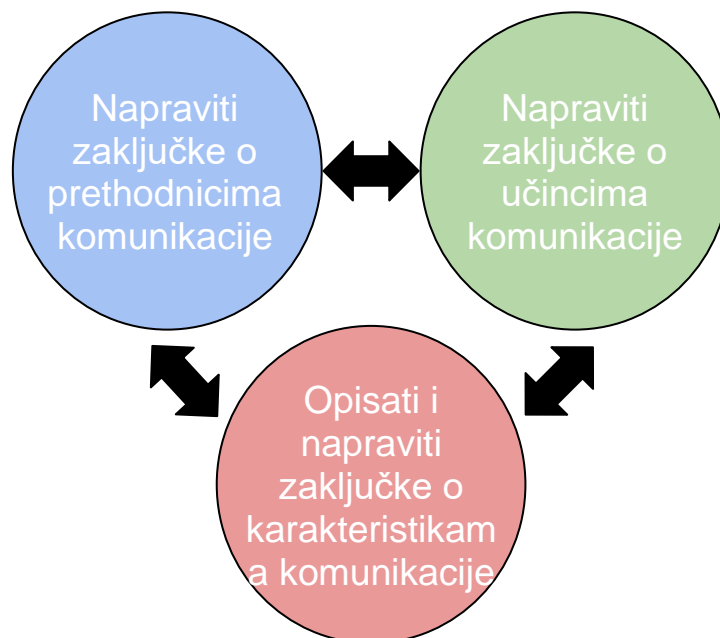 Napraviti
zaključke o
prethodnicima
komunikacije
Napraviti
zaključke o
učincima
komunikacije
Opisati i
napraviti
zaključke o
karakteristikam
a komunikacije